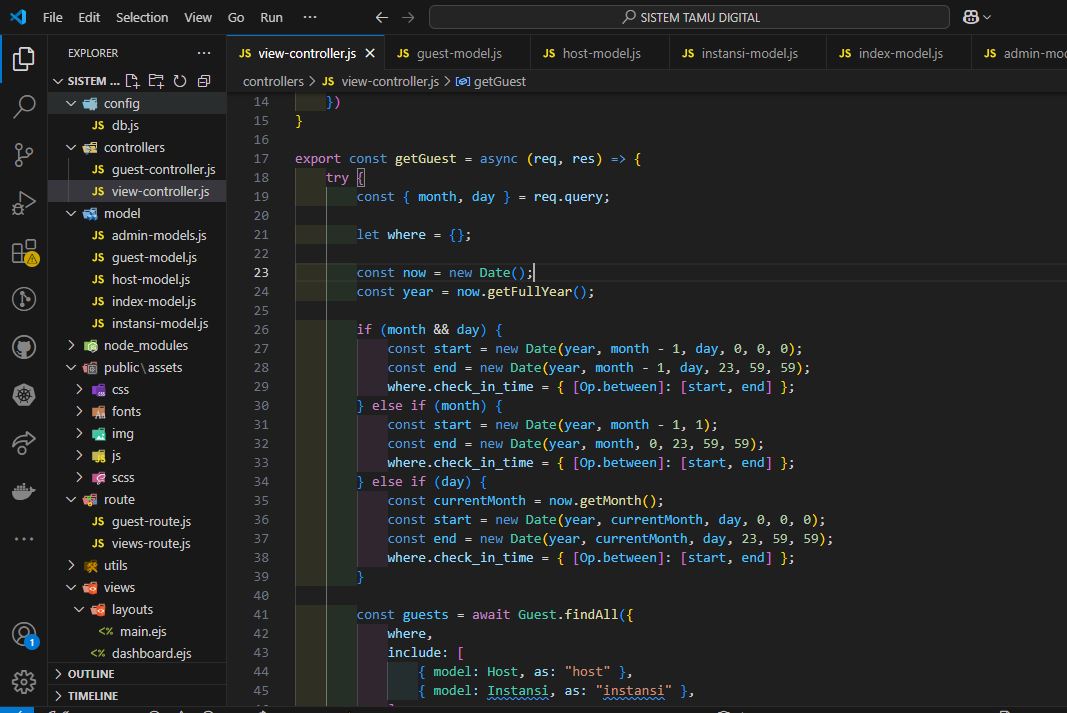 File Edit Selection View Go Run ··· SISTEM TAMU DIGITAL
EXPLORER ···
SISTEM ...
config
JS db.js
controllers
JS guest-controller.js
JS view-controller.js
model
JS admin-models.js
JS guest-model.js
JS host-model.js
JS index-model.js
JS instansi-model.js
node_modules
public\assets
css
fonts
img
js
scss
route
JS guest-route.js
JS views-route.js
utils
views
layouts
<%> main.ejs
<%> dashboard.ejs
OUTLINE
TIMELINE
1
JS view-controller.js JS guest-model.js JS host-model.js JS instansi-model.js JS index-model.js JS admin-mo
controllers > JS view-controller.js > getGuest
14 })
15 }
16
17 export const getGuest = async (req, res) => {
18 try {
19 const { month, day } = req.query;
20
21 let where = {};
22
23 const now = new Date();
24 const year = now.getFullYear();
25
26 if (month && day) {
27 const start = new Date(year, month - 1, day, 0, 0, 0);
28 const end = new Date(year, month - 1, day, 23, 59, 59);
29 where.check_in_time = { [Op.between]: [start, end] };
30 } else if (month) {
31 const start = new Date(year, month - 1, 1);
32 const end = new Date(year, month, 0, 23, 59, 59);
33 where.check_in_time = { [Op.between]: [start, end] };
34 } else if (day) {
35 const currentMonth = now.getMonth();
36 const start = new Date(year, currentMonth, day, 0, 0, 0);
37 const end = new Date(year, currentMonth, day, 23, 59, 59);
38 where.check_in_time = { [Op.between]: [start, end] };
39 }
40
41 const guests = await Guest.findAll({
42 where,
43 include: [
44 { model: Host, as: "host" },
45 { model: Instansi, as: "instansi" },